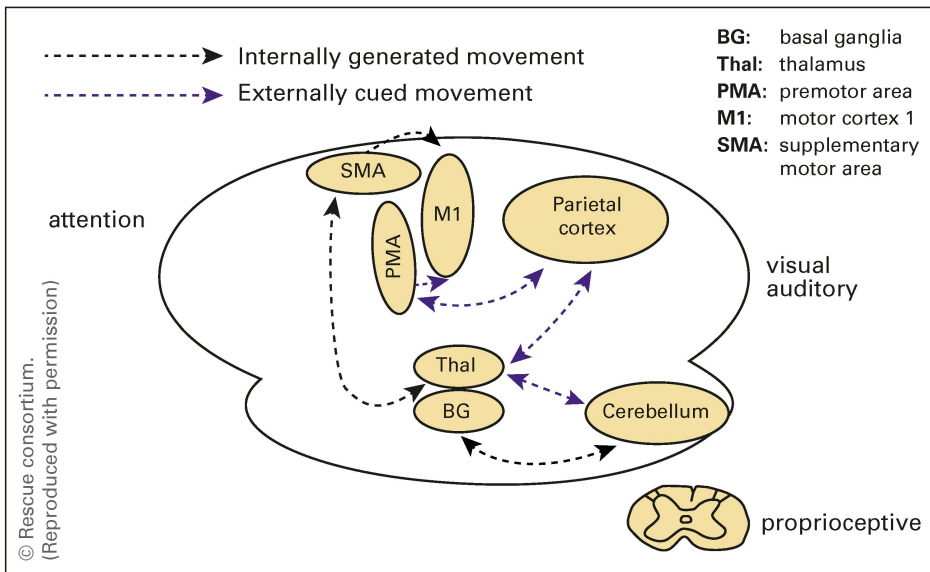 Internally generated movement
Externally cued movement
BG: basal ganglia
Thal: thalamus
PMA: premotor area
M1: motor cortex 1
SMA: supplementary
motor area
attention
SMA
M1
PMA
Parietal
cortex
visual
auditory
Thal
BG
Cerebellum
proprioceptive
© Rescue consortium.
(Reproduced with permission)